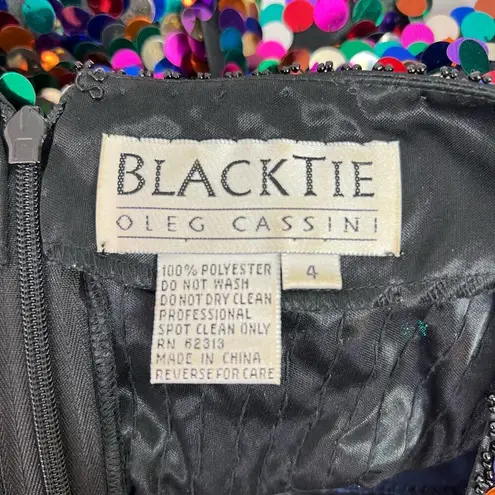 BLACKTIE
OLEG CASSINI
4
100% POLYESTER
DO NOT WASH
DO NOT DRY CLEAN
PROFESSIONAL
SPOT CLEAN ONLY
RN 62313
MADE IN CHINA
REVERSE FOR CARE